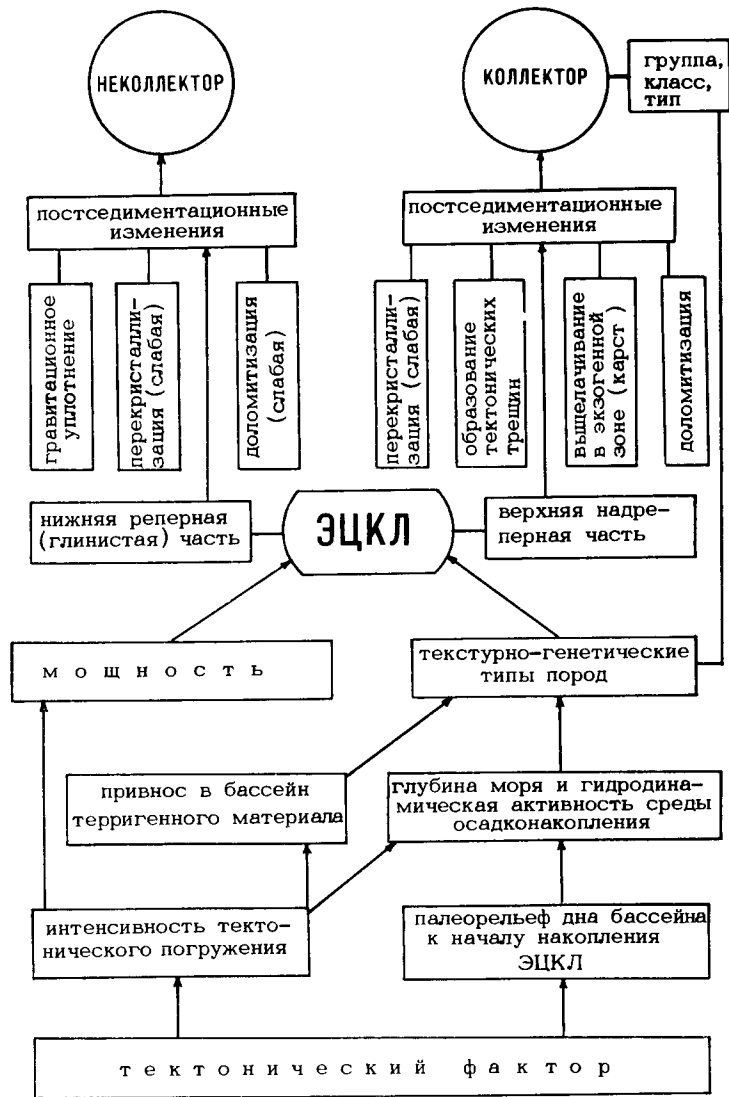 НЕКОЛЛЕКТОР
КОЛЛЕКТОР
группа,
класс,
тип
постседиментационные
изменения
постседиментационные
изменения
гравитационное
уплотнение
перекристалли-
зация (слабая)
доломитизация
(слабая)
перекристалли-
зация (слабая)
образование
тектонических
трещин
выщелачивание
в экзогенной
зоне (карст)
доломитизация
нижняя реперная
(глинистая) часть
ЭЦКЛ
верхняя надре-
перная часть
мощность
текстурно-генетические
типы пород
привнос в бассейн
терригенного материала
глубина моря и гидродина-
мическая активность среды
осадконакопления
интенсивность текто-
нического погружения
палеорельеф дна бассейна
к началу накопления
ЭЦКЛ
тектонический фактор